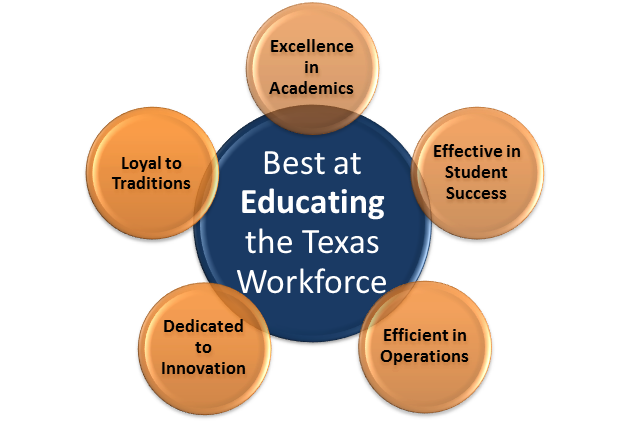 Excellence
in
Academics
Effective in
Student
Success
Efficient in
Operations
Dedicated
to
Innovation
Loyal to
Traditions
Best at
Educating
the Texas
Workforce